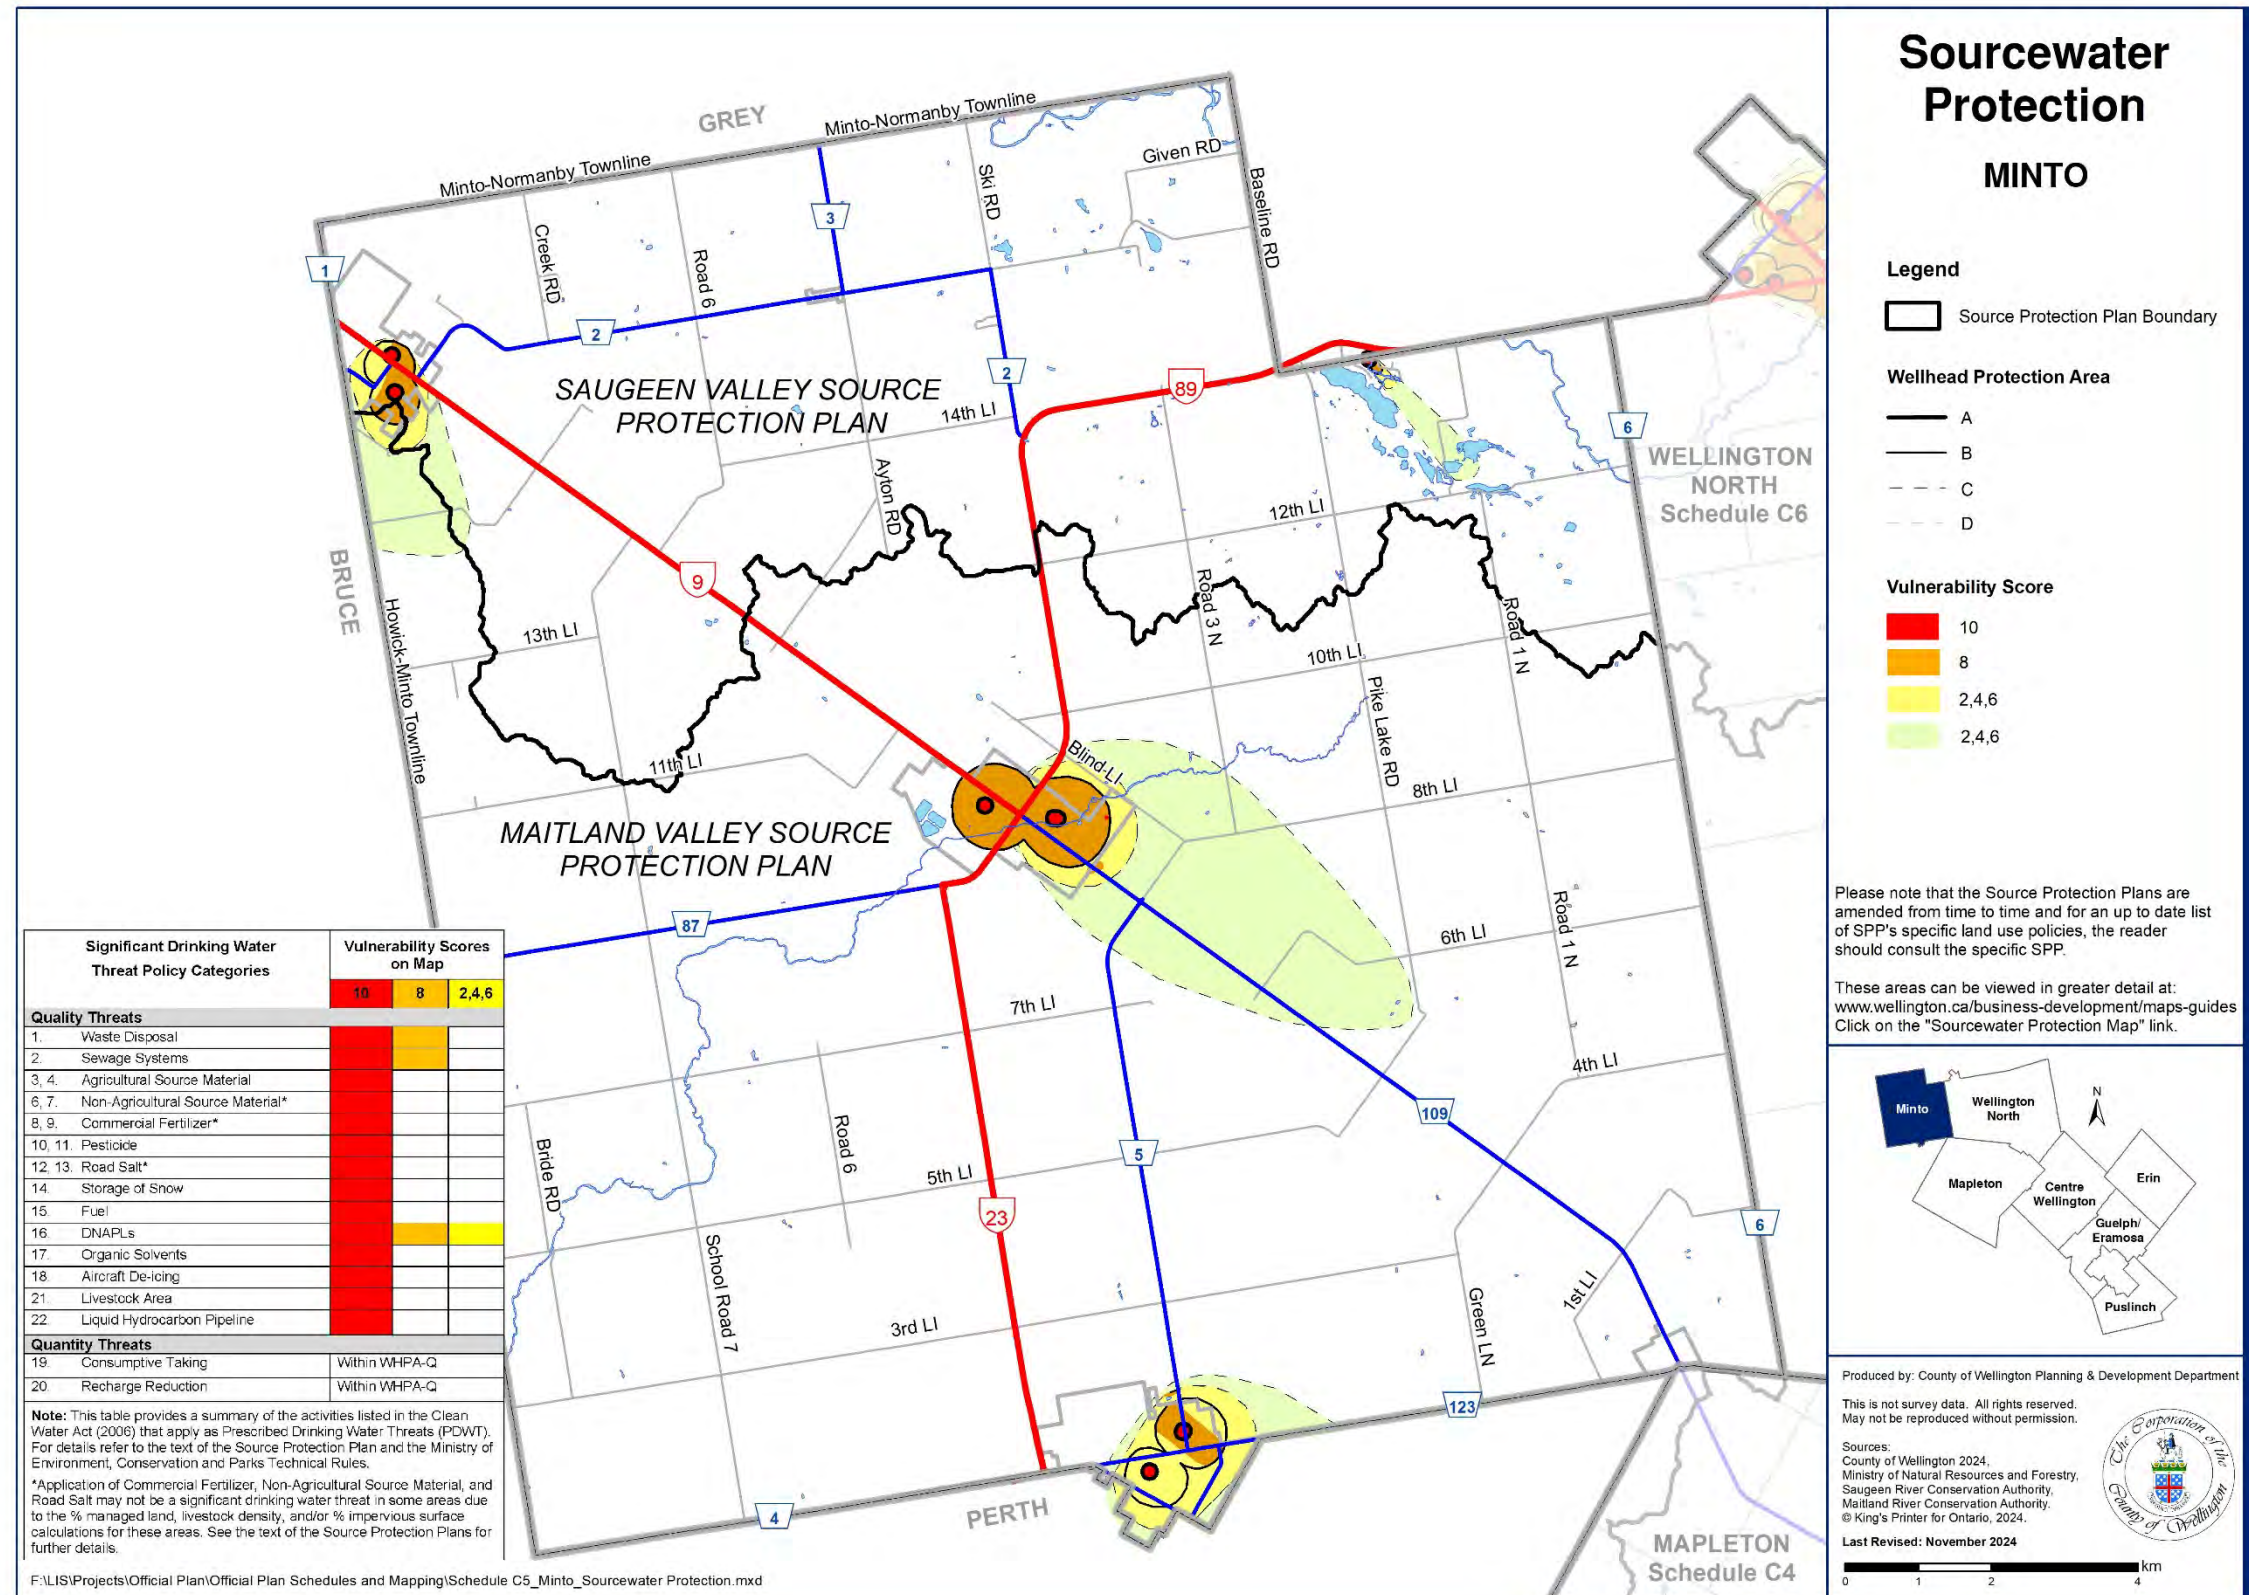 Sourcewater
Protection
MINTO
Legend
Source Protection Plan Boundary
Wellhead Protection Area
A
B
C
D
Vulnerability Score
10
8
2,4,6
2,4,6
Please note that the Source Protection Plans are
amended from time to time and for an up to date list
of SPP's specific land use policies, the reader
should consult the specific SPP.
These areas can be viewed in greater detail at:
www.wellington.ca/business-development/maps-guides
Click on the "Sourcewater Protection Map" link.
Minto
Wellington
North
N
Mapleton
Centre
Wellington
Erin
Guelph/
Eramosa
Puslinch
Produced by: County of Wellington Planning & Development Department
This is not survey data. All rights reserved.
May not be reproduced without permission.
Sources:
County of Wellington 2024,
Ministry of Natural Resources and Forestry,
Saugeen River Conservation Authority,
Maitland River Conservation Authority.
© King's Printer for Ontario, 2024.
Last Revised: November 2024
The Corporation of the
County of Wellington
km
0 1 2 4
GREY
Minto-Normanby Townline
Minto-Normanby Townline
Given RD
Ski RD
Baseline RD
3
1
Creek RD
Road 6
2
2
89
SAUGEEN VALLEY SOURCE
PROTECTION PLAN
14th LI
6
WELLINGTON
NORTH
Schedule C6
Ayton RD
12th LI
BRUCE
9
Howick-Minto Townline
13th LI
Road 3 N
Road 1 N
10th LI
Pike Lake RD
11th LI
Blind LI
8th LI
MAITLAND VALLEY SOURCE
PROTECTION PLAN
87
Road 1 N
6th LI
7th LI
4th LI
109
Road 6
5
Bride RD
5th LI
23
6
School Road 7
1st LI
Green LN
3rd LI
123
4
PERTH
MAPLETON
Schedule C4
Significant Drinking Water
Threat Policy Categories
Vulnerability Scores
on Map
10 8 2,4,6
Quality Threats
1. Waste Disposal
2. Sewage Systems
3, 4. Agricultural Source Material
6, 7. Non-Agricultural Source Material*
8, 9. Commercial Fertilizer*
10, 11. Pesticide
12, 13. Road Salt*
14. Storage of Snow
15. Fuel
16. DNAPLs
17. Organic Solvents
18. Aircraft De-icing
21. Livestock Area
22. Liquid Hydrocarbon Pipeline
Quantity Threats
19. Consumptive Taking Within WHPA-Q
20. Recharge Reduction Within WHPA-Q
Note: This table provides a summary of the activities listed in the Clean
Water Act (2006) that apply as Prescribed Drinking Water Threats (PDWT).
For details refer to the text of the Source Protection Plan and the Ministry of
Environment, Conservation and Parks Technical Rules.
*Application of Commercial Fertilizer, Non-Agricultural Source Material, and
Road Salt may not be a significant drinking water threat in some areas due
to the % managed land, livestock density, and/or % impervious surface
calculations for these areas. See the text of the Source Protection Plans for
further details.
F:\LIS\Projects\Official Plan\Official Plan Schedules and Mapping\Schedule C5_Minto_Sourcewater Protection.mxd